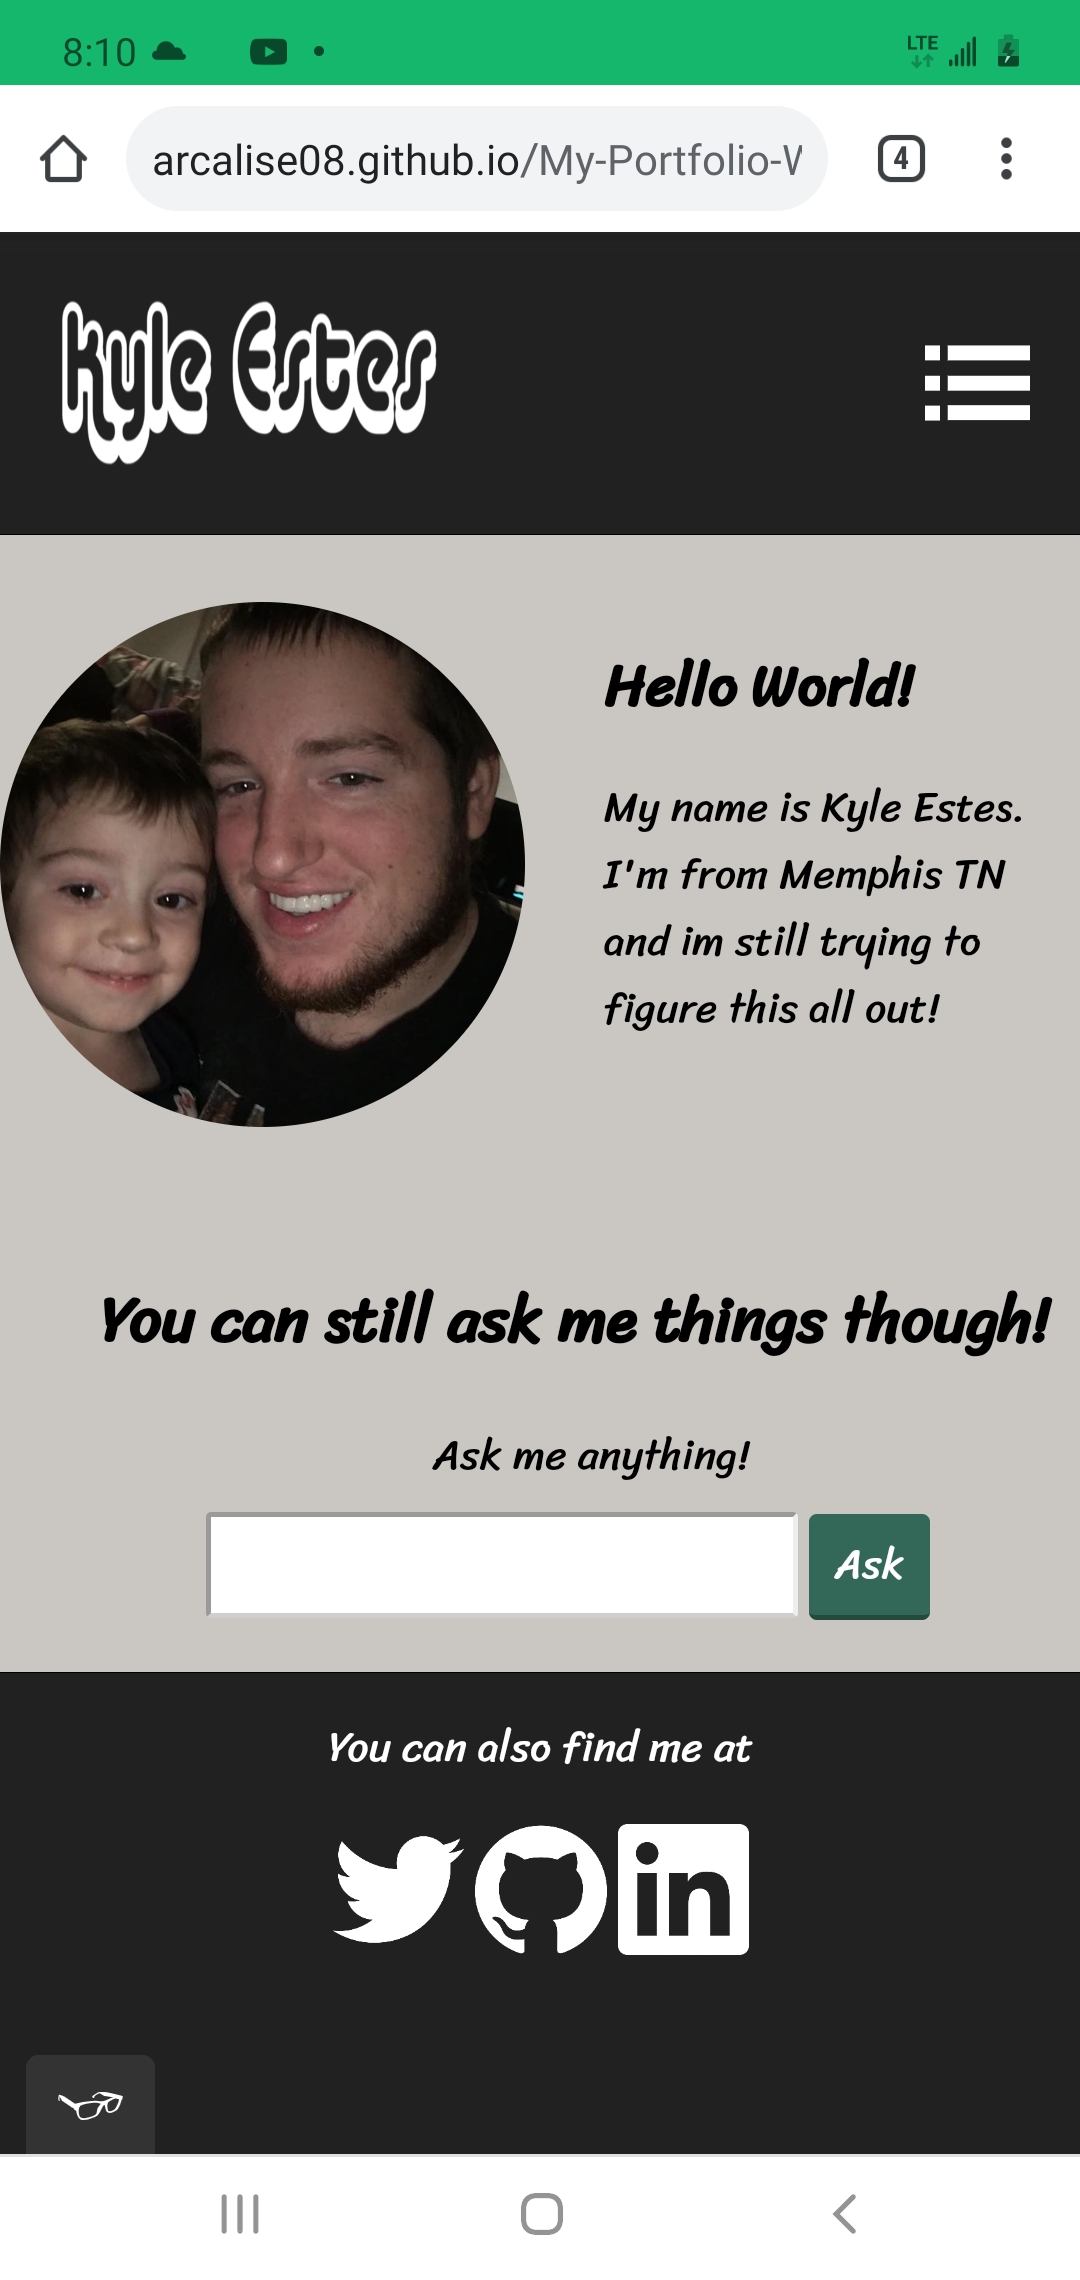 8:10
LTE
arcalise08.github.io/My-Portfolio-W
4
Kyle Estes
Hello World!
My name is Kyle Estes.
I'm from Memphis TN
and im still trying to
figure this all out!
You can still ask me things though!
Ask me anything!
Ask
You can also find me at
in